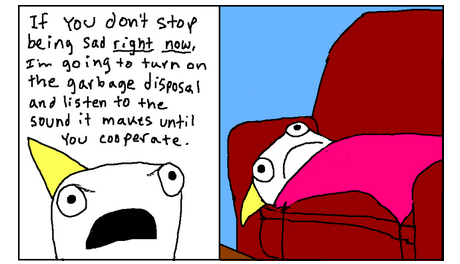 If You don't stop
being sad right now,
I'm going to turn on
the garbage disposal
and listen to the
sound it makes until
You cooperate.